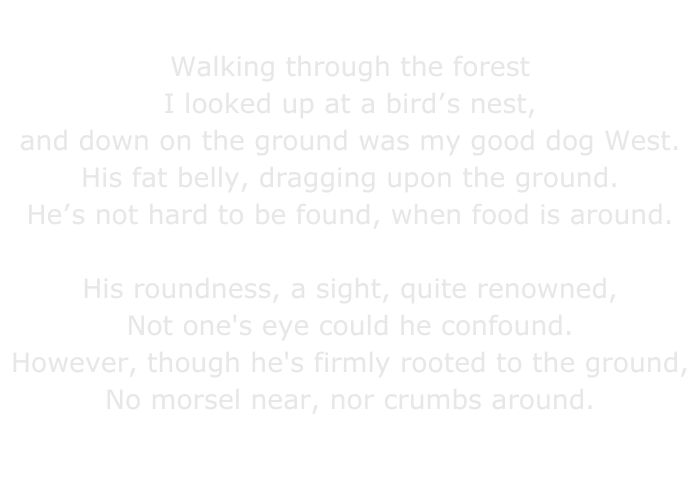 Walking through the forest
I looked up at a bird’s nest,
and down on the ground was my good dog West.
His fat belly, dragging upon the ground.
He’s not hard to be found, when food is around.
His roundness, a sight, quite renowned,
Not one's eye could he confound.
However, though he's firmly rooted to the ground,
No morsel near, nor crumbs around.